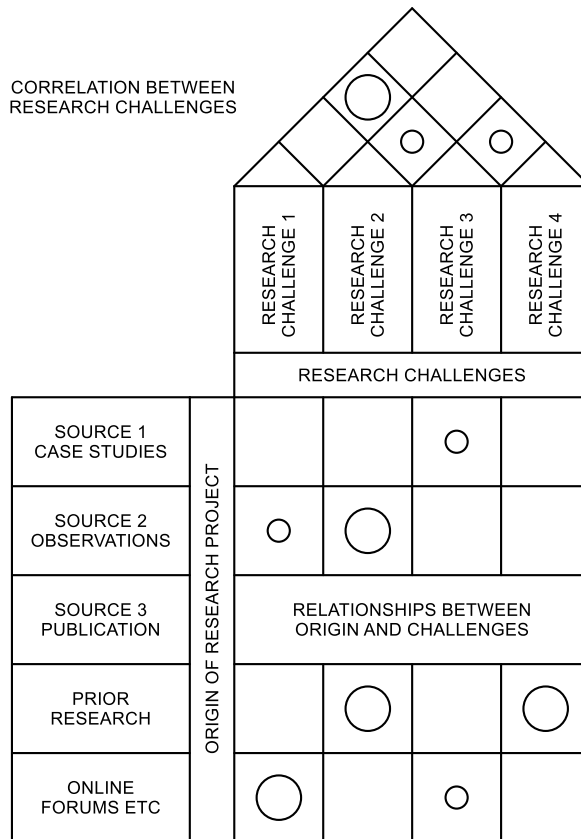 CORRELATION BETWEEN
RESEARCH CHALLENGES
RESEARCH
CHALLENGE 1
RESEARCH
CHALLENGE 2
RESEARCH
CHALLENGE 3
RESEARCH
CHALLENGE 4
RESEARCH CHALLENGES
SOURCE 1
CASE STUDIES
SOURCE 2
OBSERVATIONS
SOURCE 3
PUBLICATION
PRIOR
RESEARCH
ONLINE
FORUMS ETC
ORIGIN OF RESEARCH PROJECT
RELATIONSHIPS BETWEEN
ORIGIN AND CHALLENGES